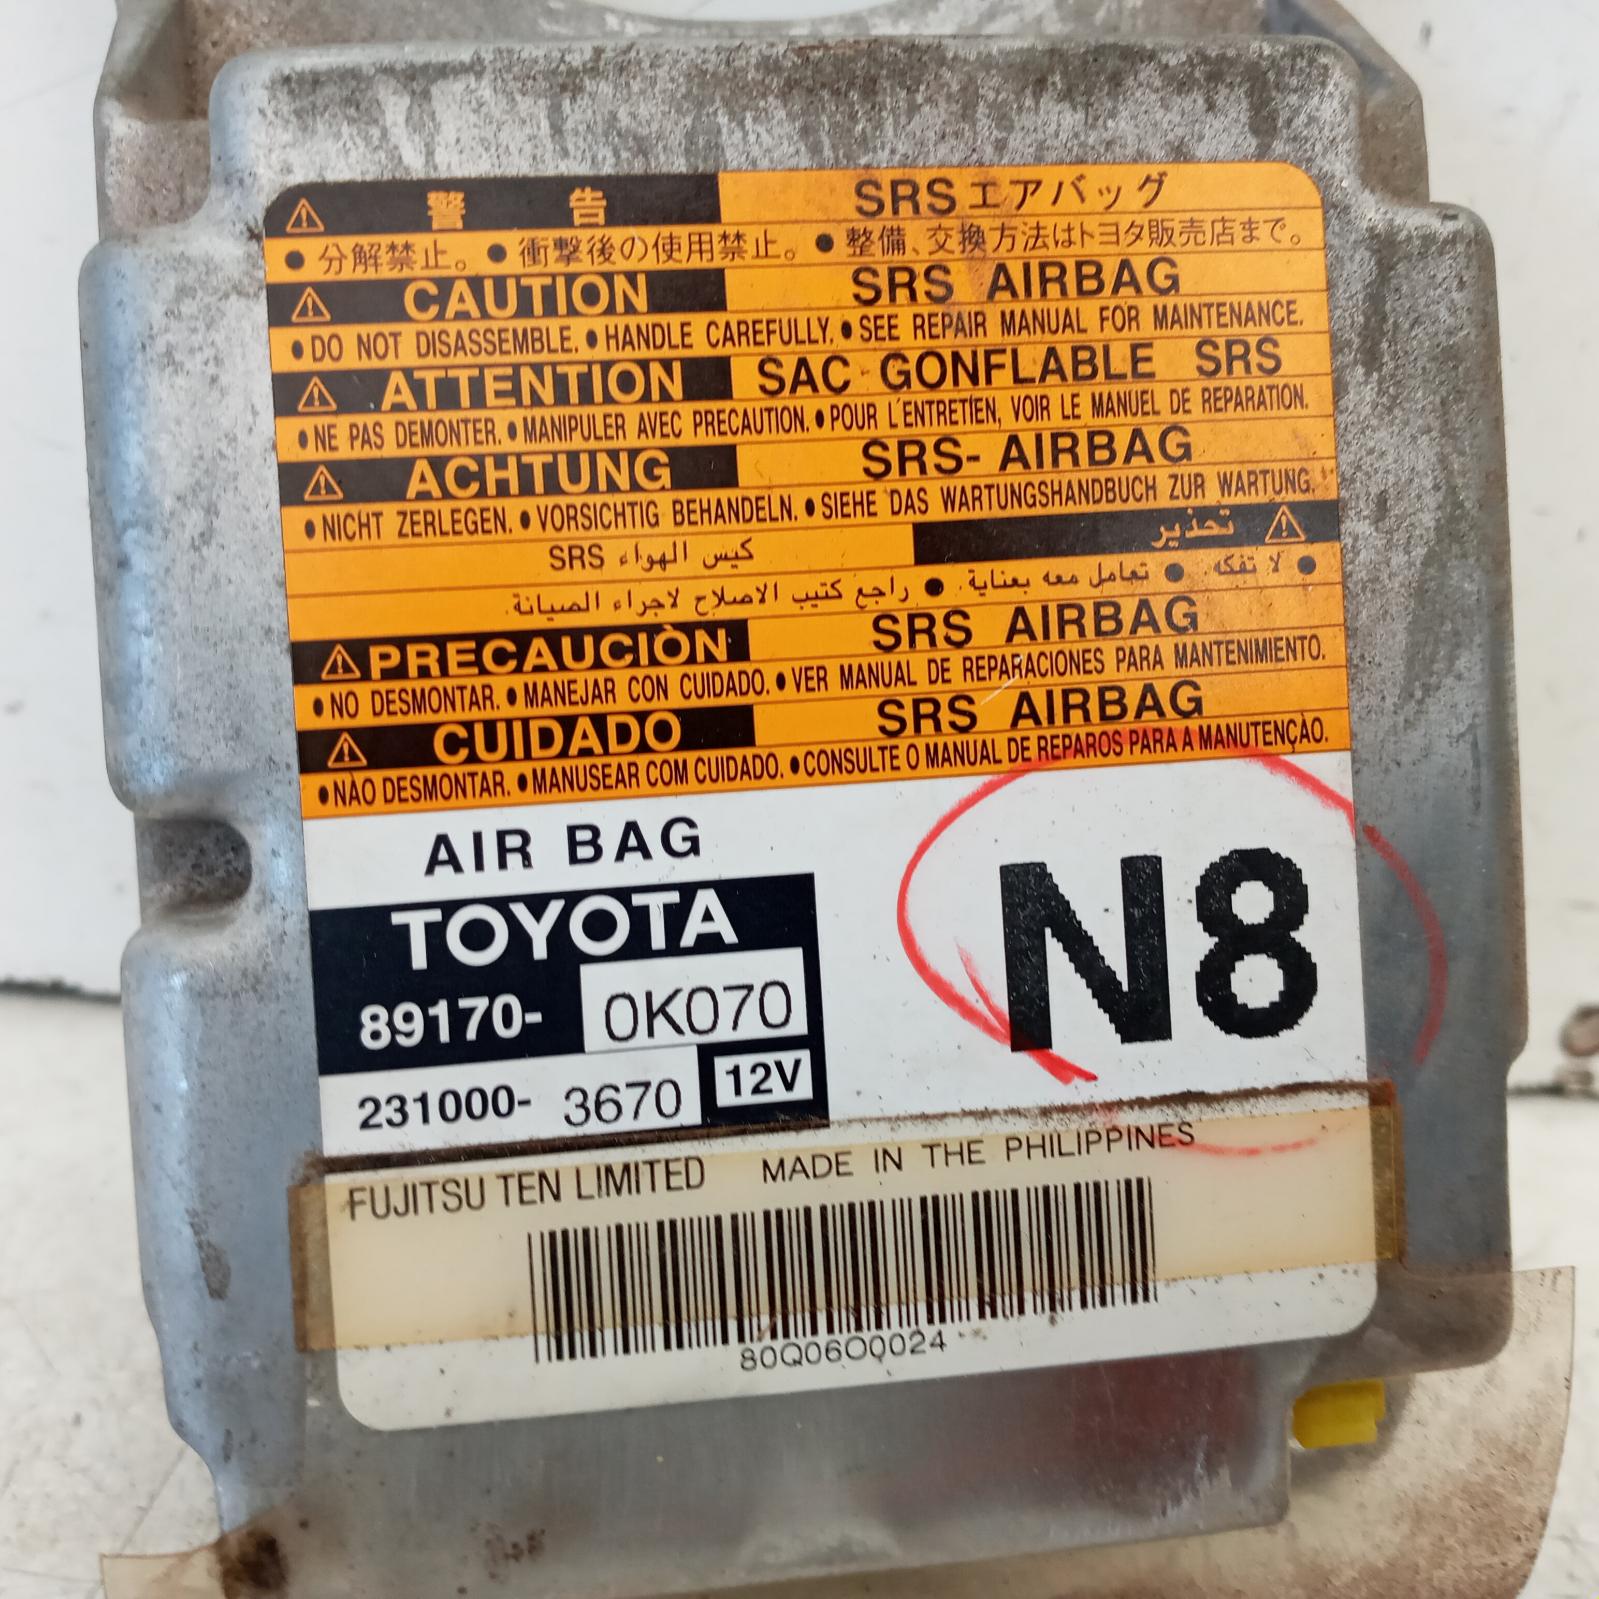 ⚠ 警 告 SRSエアバッグ
● 分解禁止。 ● 衝撃後の使用禁止。 ● 整備、交換方法はトヨタ販売店まで。
⚠ CAUTION SRS AIRBAG
● DO NOT DISASSEMBLE. ● HANDLE CAREFULLY. ● SEE REPAIR MANUAL FOR MAINTENANCE.
⚠ ATTENTION SAC GONFLABLE SRS
● NE PAS DEMONTER. ● MANIPULER AVEC PRECAUTION. ● POUR L'ENTRETIEN, VOIR LE MANUEL DE REPARATION.
⚠ ACHTUNG SRS- AIRBAG
● NICHT ZERLEGEN. ● VORSICHTIG BEHANDELN. ● SIEHE DAS WARTUNGSHANDBUCH ZUR WARTUNG.
⚠ تحذير كيس الهواء SRS
● لا تفكه. ● تعامل معه بعناية.
● راجع كتيب الاصلاح لاجراء الصيانة.
⚠ PRECAUCIÒN SRS AIRBAG
● NO DESMONTAR. ● MANEJAR CON CUIDADO. ● VER MANUAL DE REPARACIONES PARA MANTENIMIENTO.
⚠ CUIDADO SRS AIRBAG
● NÃO DESMONTAR. ● MANUSEAR COM CUIDADO. ● CONSULTE O MANUAL DE REPAROS PARA A MANUTENÇÃO.
AIR BAG
TOYOTA
89170- 0K070
231000- 3670 12V
N8
FUJITSU TEN LIMITED MADE IN THE PHILIPPINES
80Q06O0024